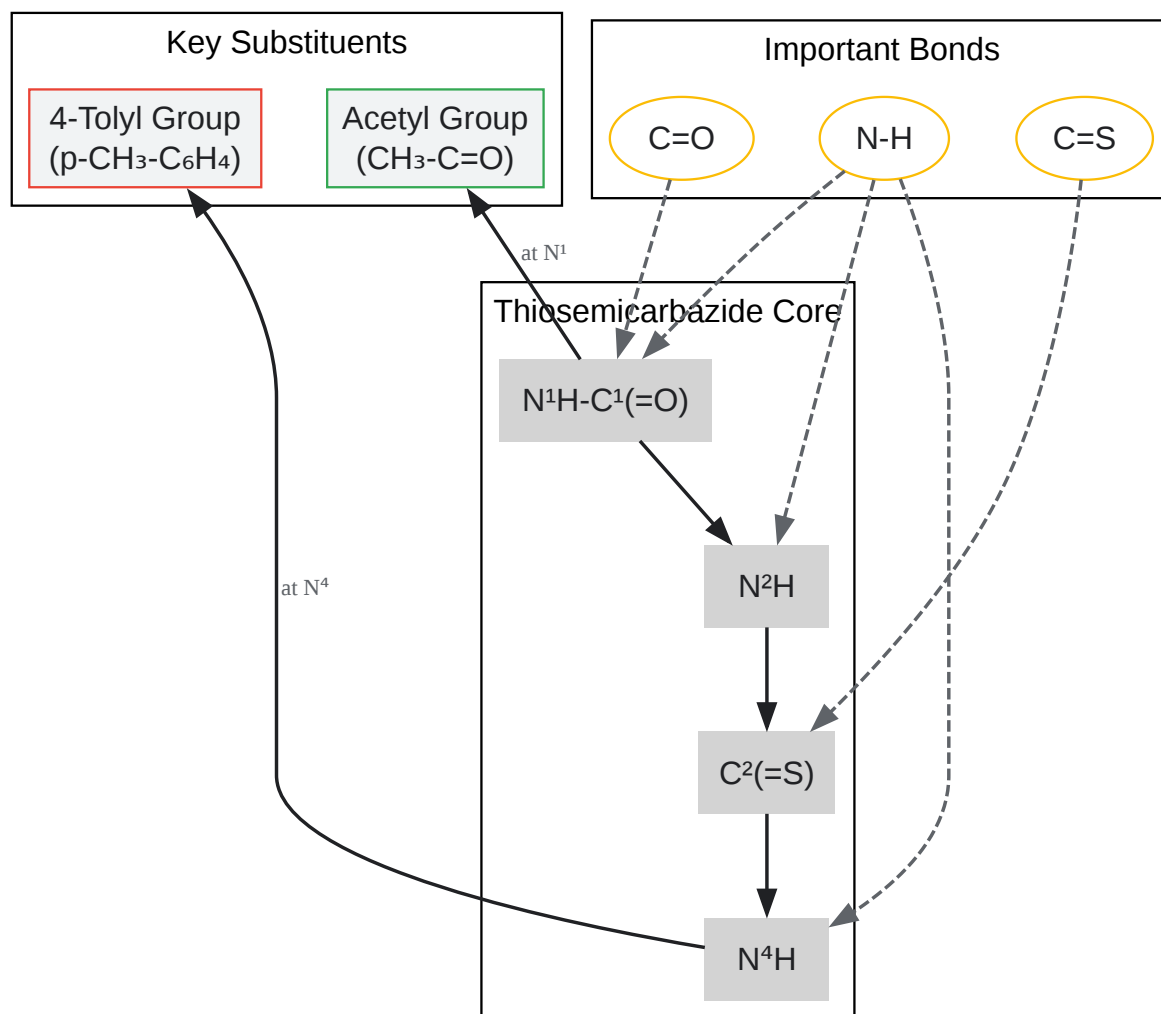 Key Substituents
4-Tolyl Group
(p-CH₃-C₆H₄)
Acetyl Group
(CH₃-C=O)
Important Bonds
C=O
N-H
C=S
at N¹
Thiosemicarbazide Core
N¹H-C¹(=O)
N²H
at N⁴
C²(=S)
N⁴H